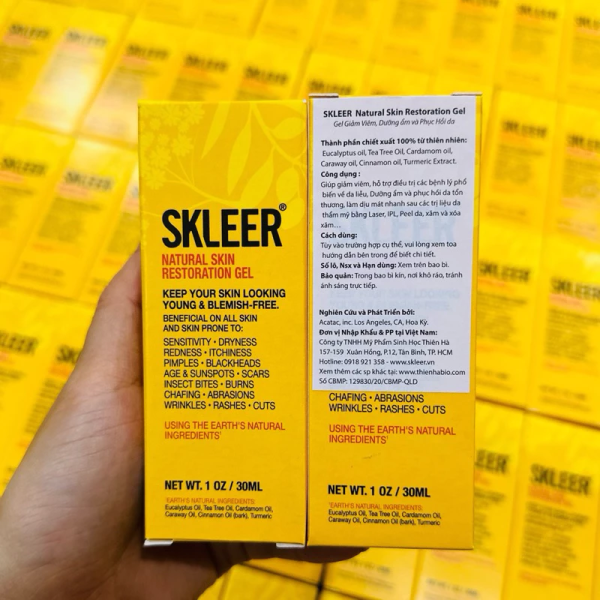 SKLEER®
NATURAL SKIN
RESTORATION GEL
KEEP YOUR SKIN LOOKING
YOUNG & BLEMISH-FREE.
BENEFICIAL ON ALL SKIN
AND SKIN PRONE TO:
SENSITIVITY • DRYNESS
REDNESS • ITCHINESS
PIMPLES • BLACKHEADS
AGE & SUNSPOTS • SCARS
INSECT BITES • BURNS
CHAFING • ABRASIONS
WRINKLES • RASHES • CUTS
USING THE EARTH'S NATURAL
INGREDIENTS*
NET WT. 1 OZ / 30ML
*EARTH'S NATURAL INGREDIENTS:
Eucalyptus Oil, Tea Tree Oil, Cardamom Oil,
Caraway Oil, Cinnamon Oil (bark), Turmeric
SKLEER Natural Skin Restoration Gel
Gel Giảm Viêm, Dưỡng ẩm và Phục Hồi da
Thành phần chiết xuất 100% từ thiên nhiên:
Eucalyptus oil, Tea Tree Oil, Cardamom oil,
Caraway oil, Cinnamon oil, Turmeric Extract.
Công dụng :
Giúp giảm viêm, hỗ trợ điều trị các bệnh lý phổ
biến về da liễu, Dưỡng ẩm và phục hồi da tổn
thương, làm dịu mát nhanh sau các trị liệu da
thẩm mỹ bằng Laser, IPL, Peel da, xăm và xóa
xăm...
Cách dùng:
Tùy vào trường hợp cụ thể, vui lòng xem toa
hướng dẫn bên trong để biết chi tiết.
Số lô, Nsx và Hạn dùng: Xem trên bao bì.
Bảo quản: Trong bao bì kín, nơi khô ráo, tránh
ánh sáng trực tiếp.
Nghiên Cứu và Phát Triển bởi:
Acatac, inc. Los Angeles, CA, Hoa Kỳ.
Đơn vị Nhập Khẩu & PP tại Việt Nam:
Công ty TNHH Mỹ Phẩm Sinh Học Thiên Hà
157-159 Xuân Hồng, P.12, Tân Bình, TP. HCM
Hotline: 0918 921 358 - www.skleer.vn
Xem thêm các sp khác tại: www.thienhabio.com
Số CBMP: 129830/20/CBMP-QLD
CHAFING • ABRASIONS
WRINKLES • RASHES • CUTS
USING THE EARTH'S NATURAL
INGREDIENTS*
NET WT. 1 OZ / 30ML
*EARTH'S NATURAL INGREDIENTS:
Eucalyptus Oil, Tea Tree Oil, Cardamom Oil,
Caraway Oil, Cinnamon Oil (bark), Turmeric
SKLEER
SKLEER